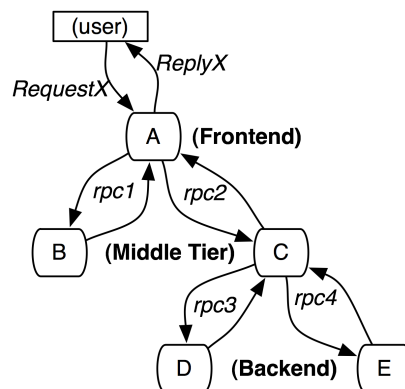 (user)
RequestX
ReplyX
A
(Frontend)
rpc1
rpc2
B
(Middle Tier)
C
rpc3
rpc4
D
(Backend)
E